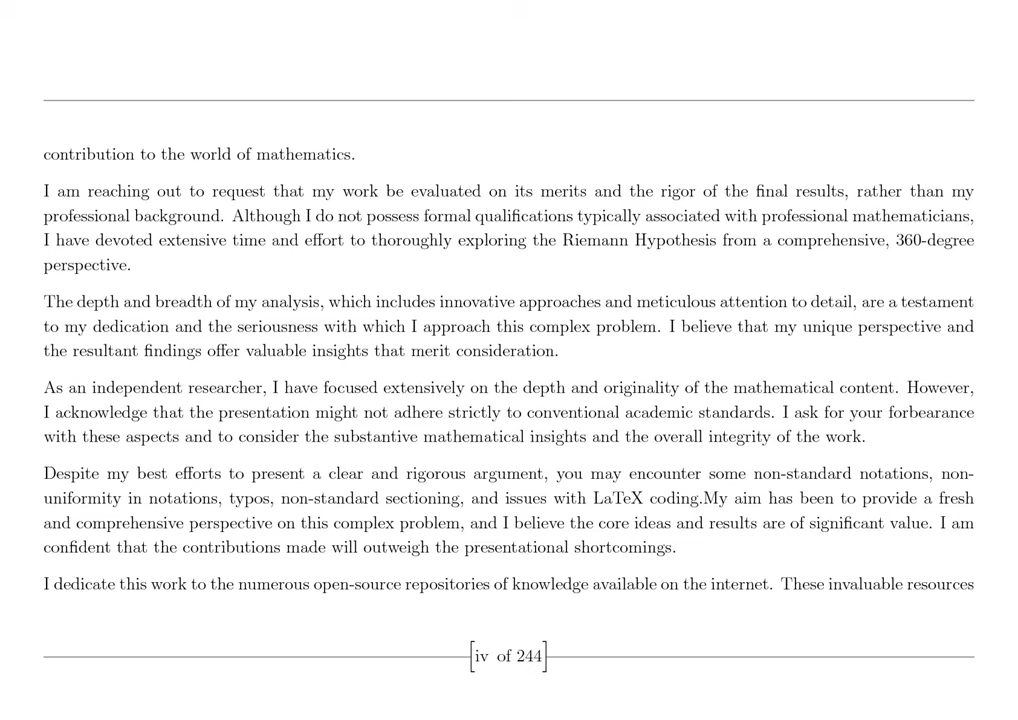 contribution to the world of mathematics.
I am reaching out to request that my work be evaluated on its merits and the rigor of the final results, rather than my
professional background. Although I do not possess formal qualifications typically associated with professional mathematicians,
I have devoted extensive time and effort to thoroughly exploring the Riemann Hypothesis from a comprehensive, 360-degree
perspective.
The depth and breadth of my analysis, which includes innovative approaches and meticulous attention to detail, are a testament
to my dedication and the seriousness with which I approach this complex problem. I believe that my unique perspective and
the resultant findings offer valuable insights that merit consideration.
As an independent researcher, I have focused extensively on the depth and originality of the mathematical content. However,
I acknowledge that the presentation might not adhere strictly to conventional academic standards. I ask for your forbearance
with these aspects and to consider the substantive mathematical insights and the overall integrity of the work.
Despite my best efforts to present a clear and rigorous argument, you may encounter some non-standard notations, non-
uniformity in notations, typos, non-standard sectioning, and issues with LaTeX coding.My aim has been to provide a fresh
and comprehensive perspective on this complex problem, and I believe the core ideas and results are of significant value. I am
confident that the contributions made will outweigh the presentational shortcomings.
I dedicate this work to the numerous open-source repositories of knowledge available on the internet. These invaluable resources
[iv of 244]